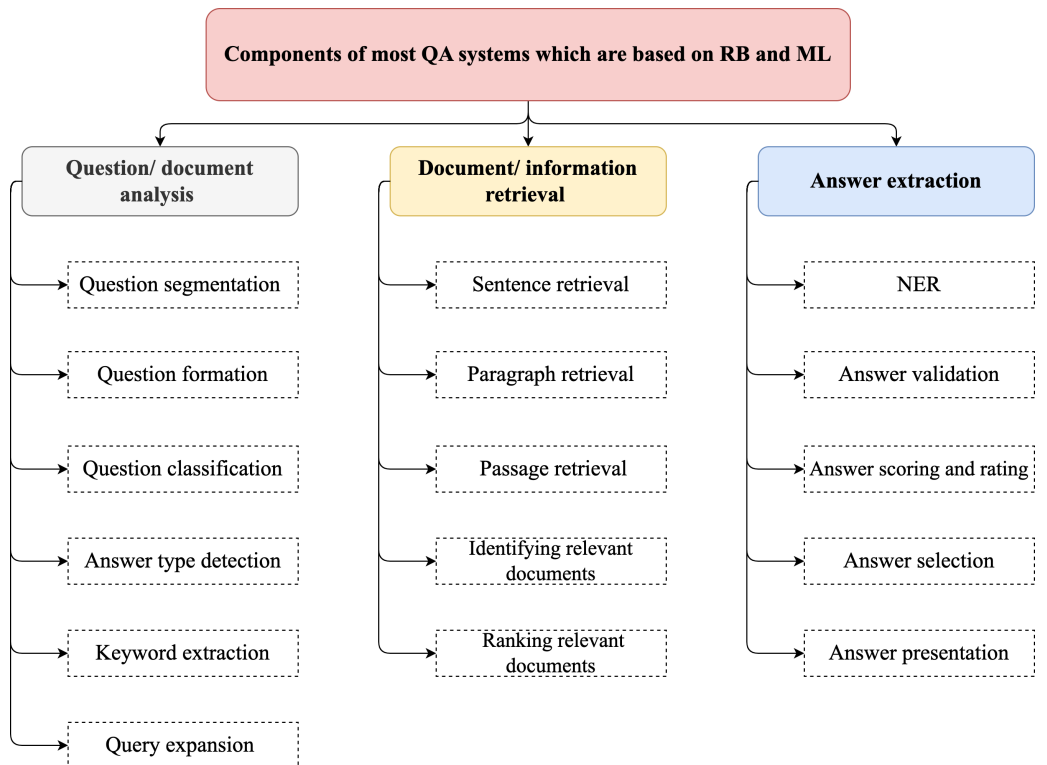 Components of most QA systems which are based on RB and ML
Question/ document
analysis
Question segmentation
Question formation
Question classification
Answer type detection
Keyword extraction
Query expansion
Document/ information
retrieval
Sentence retrieval
Paragraph retrieval
Passage retrieval
Identifying relevant
documents
Ranking relevant
documents
Answer extraction
NER
Answer validation
Answer scoring and rating
Answer selection
Answer presentation